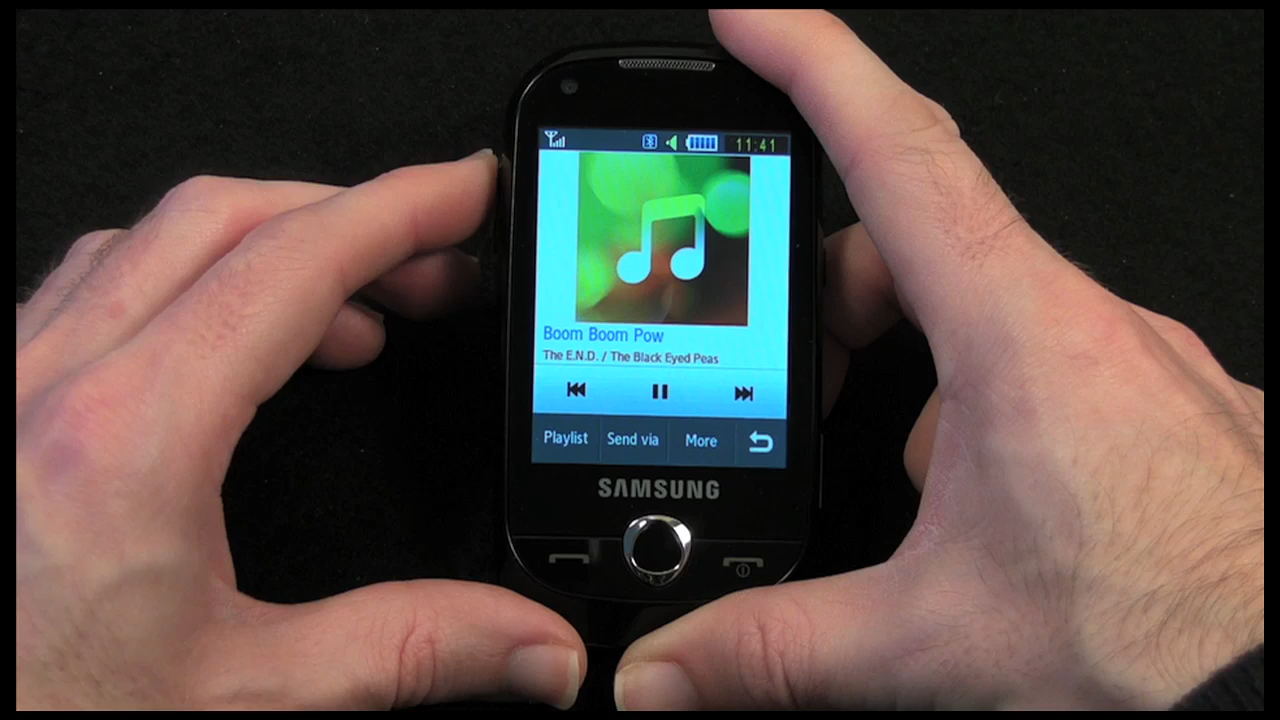 11:41
Boom Boom Pow
The E.N.D. / The Black Eyed Peas
Playlist Send via More
SAMSUNG